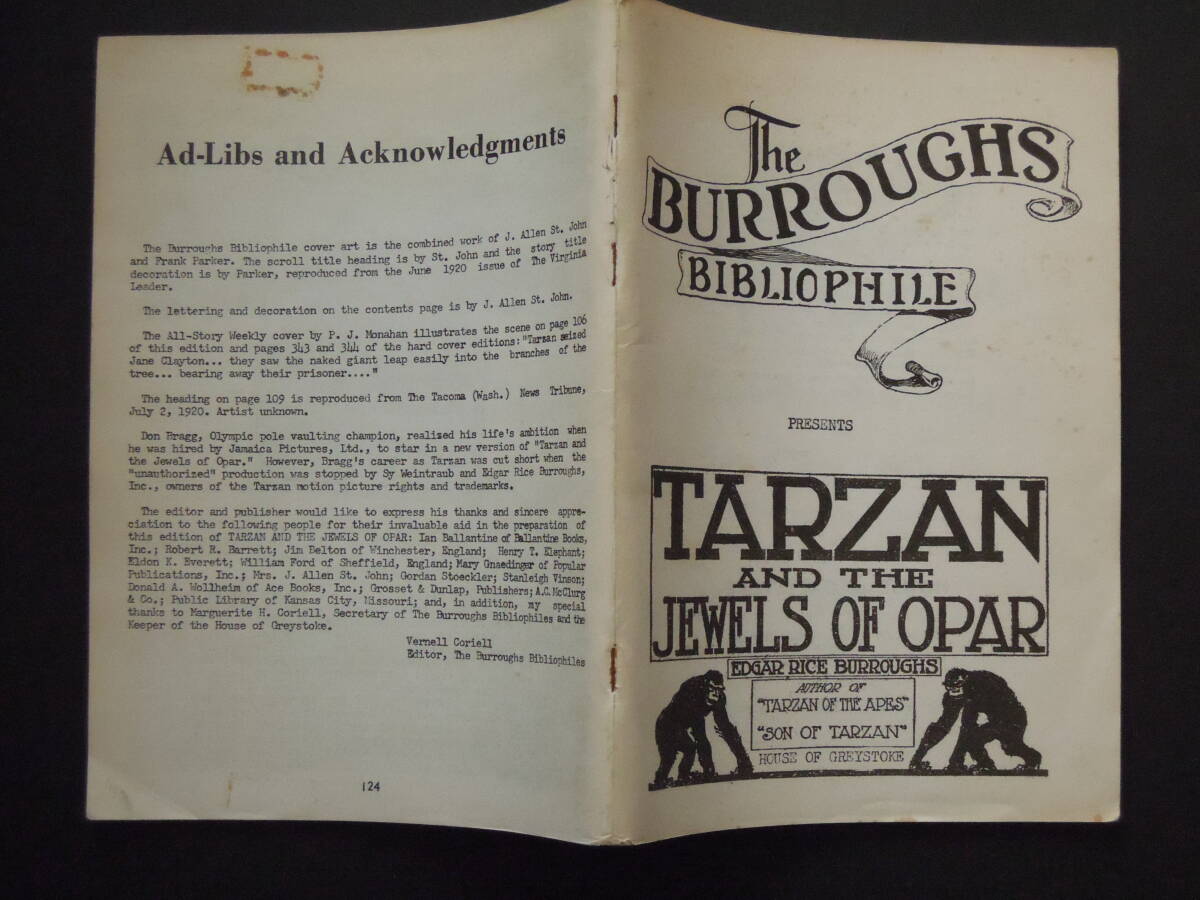 Ad-Libs and Acknowledgments
The Burroughs Bibliophile cover art is the combined work of J. Allen St. John
and Frank Parker. The scroll title heading is by St. John and the story title
decoration is by Parker, reproduced from the June 1920 issue of The Virginia
Leader.
The lettering and decoration on the contents page is by J. Allen St. John.
The All-Story Weekly cover by P. J. Monahan illustrates the scene on page 106
of this edition and pages 343 and 344 of the hard cover editions: "Tarzan seized
Jane Clayton... they saw the naked giant leap easily into the branches of the
tree... bearing away their prisoner...."
The heading on page 109 is reproduced from The Tacoma (Wash.) News Tribune,
July 2, 1920. Artist unknown.
Don Bragg, Olympic pole vaulting champion, realized his life's ambition when
he was hired by Jamaica Pictures, Ltd., to star in a new version of "Tarzan and
the Jewels of Opar." However, Bragg's career as Tarzan was cut short when the
"unauthorized" production was stopped by Sy Weintraub and Edgar Rice Burroughs,
Inc., owners of the Tarzan motion picture rights and trademarks.
The editor and publisher would like to express his thanks and sincere appre-
ciation to the following people for their invaluable aid in the preparation of
this edition of TARZAN AND THE JEWELS OF OPAR: Ian Ballantine of Ballantine Books,
Inc.; Robert R. Barrett; Jim Belton of Winchester, England; Henry T. Elephant;
Eldon K. Everett; William Ford of Sheffield, England; Mary Gnaedinger of Popular
Publications, Inc.; Mrs. J. Allen St. John; Gordan Stoeckler; Stanleigh Vinson;
Donald A. Wollheim of Ace Books, Inc.; Grosset & Dunlap, Publishers; A.C. McClurg
& Co.; Public Library of Kansas City, Missouri; and, in addition, my special
thanks to Marguerite H. Coriell, Secretary of The Burroughs Bibliophiles and the
Keeper of the House of Greystoke.
Vernell Coriell
Editor, The Burroughs Bibliophiles
124
The
BURROUGHS
BIBLIOPHILE
PRESENTS
TARZAN
AND THE
JEWELS OF OPAR
EDGAR RICE BURROUGHS
AUTHOR OF
"TARZAN OF THE APES"
"SON OF TARZAN"
HOUSE OF GREYSTOKE